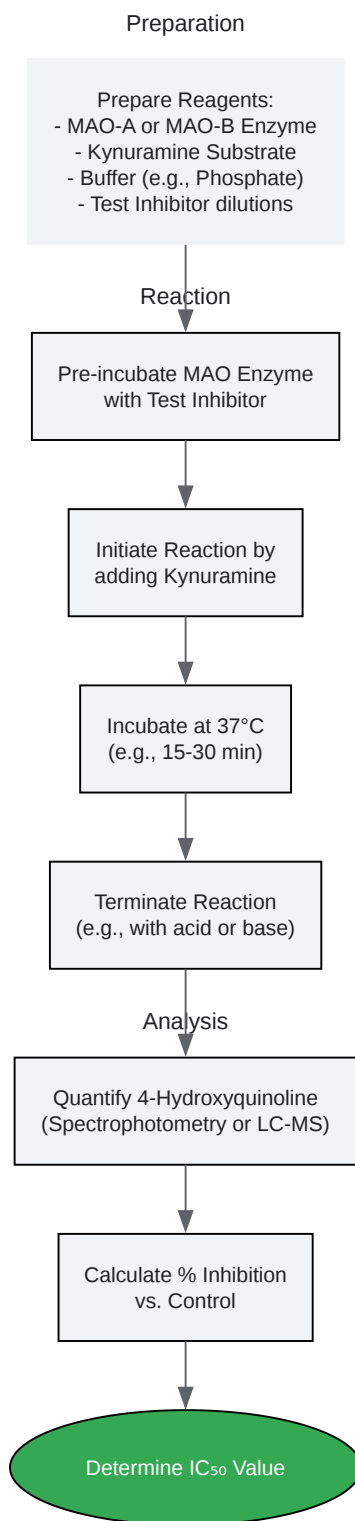 Preparation
Prepare Reagents:
- MAO-A or MAO-B Enzyme
- Kynuramine Substrate
- Buffer (e.g., Phosphate)
- Test Inhibitor dilutions
Reaction
Pre-incubate MAO Enzyme
with Test Inhibitor
Initiate Reaction by
adding Kynuramine
Incubate at 37°C
(e.g., 15-30 min)
Terminate Reaction
(e.g., with acid or base)
Analysis
Quantify 4-Hydroxyquinoline
(Spectrophotometry or LC-MS)
Calculate % Inhibition
vs. Control
Determine IC₅₀ Value